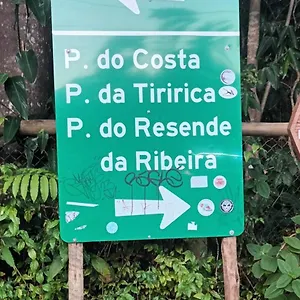 P. do Costa
P. da Tiririca
P. do Resende
da Ribeira